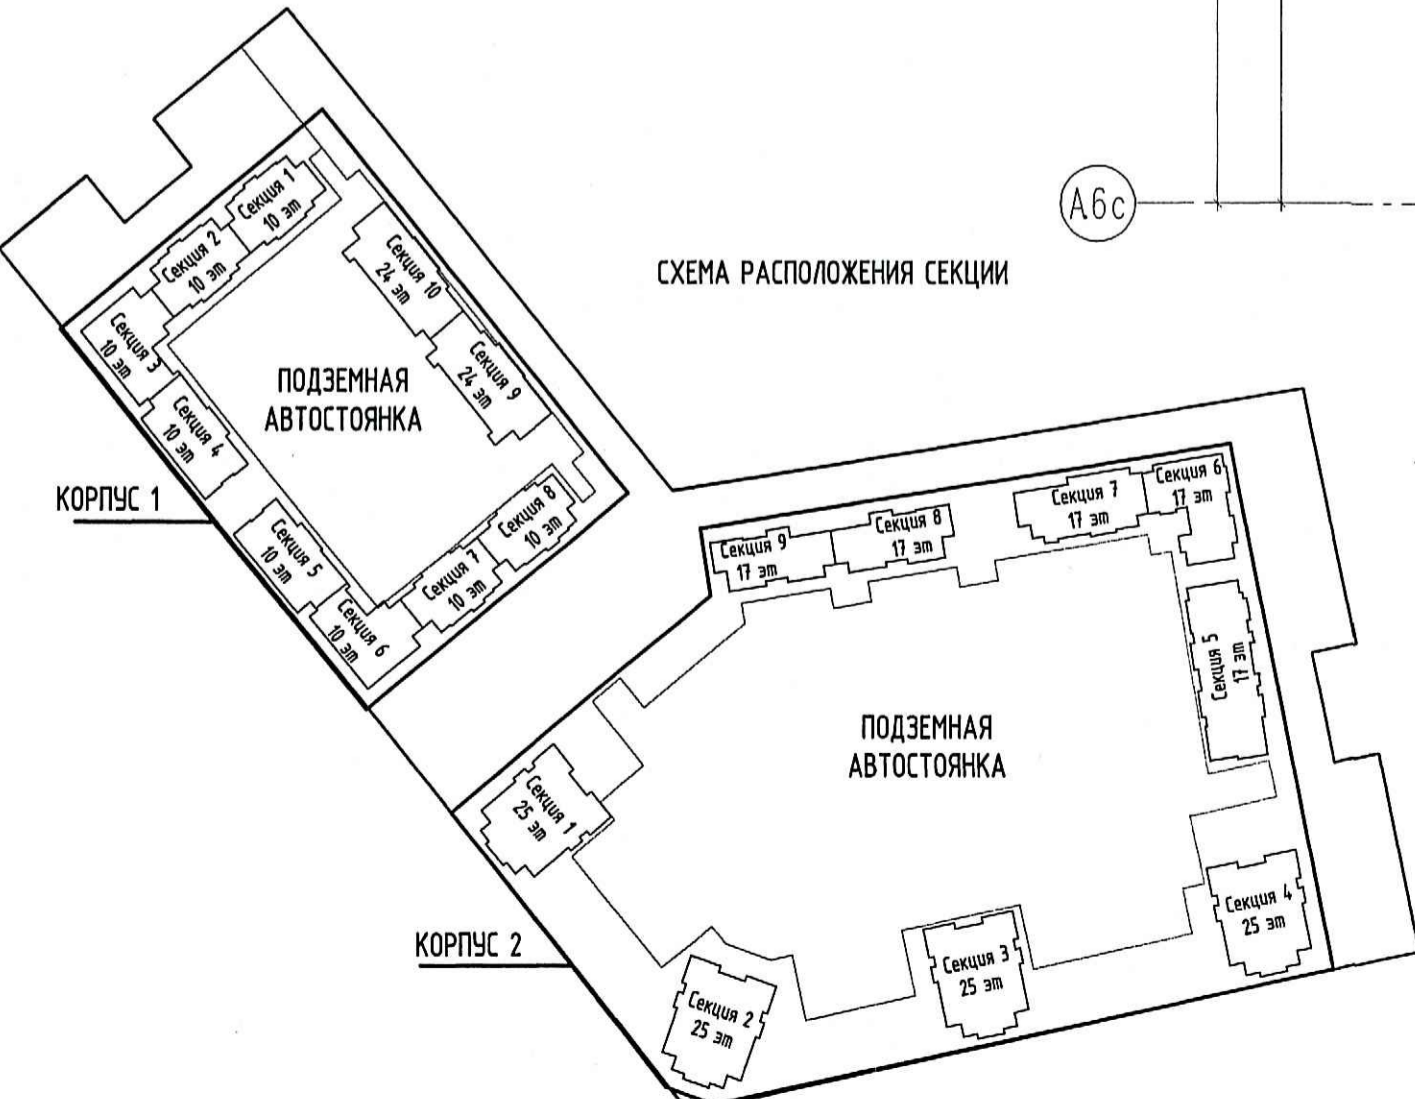 А6с
СХЕМА РАСПОЛОЖЕНИЯ СЕКЦИИ
Секция 1
10 эт
Секция 2
10 эт
Секция 3
10 эт
Секция 4
10 эт
Секция 5
10 эт
Секция 6
10 эт
Секция 7
10 эт
Секция 8
10 эт
Секция 9
24 эт
Секция 10
24 эт
ПОДЗЕМНАЯ
АВТОСТОЯНКА
КОРПУС 1
Секция 9
17 эт
Секция 8
17 эт
Секция 7
17 эт
Секция 6
17 эт
Секция 5
17 эт
ПОДЗЕМНАЯ
АВТОСТОЯНКА
Секция 1
25 эт
Секция 2
25 эт
Секция 3
25 эт
Секция 4
25 эт
КОРПУС 2